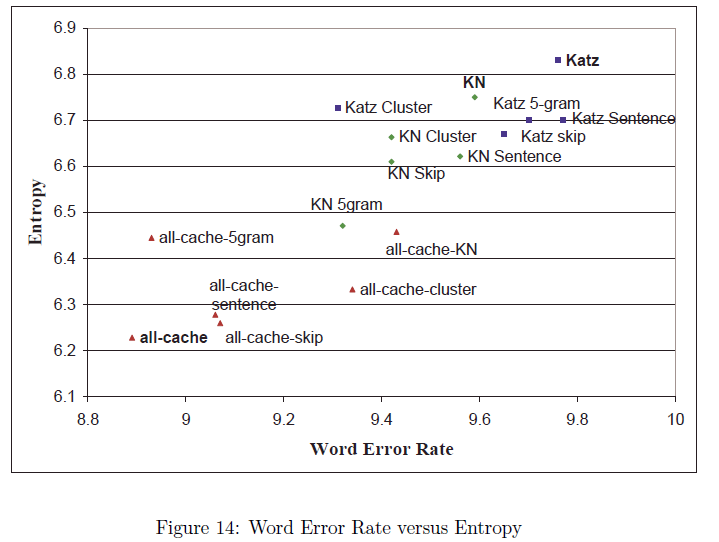 6.9
6.8
6.7
6.6
6.5
6.4
6.3
6.2
6.1
Entropy
Katz
KN
Katz 5-gram
Katz Cluster
Katz Sentence
KN Cluster
Katz skip
KN Sentence
KN Skip
KN 5gram
all-cache-5gram
all-cache-KN
all-cache-
sentence
all-cache-cluster
all-cache
all-cache-skip
8.8 9 9.2 9.4 9.6 9.8 10
Word Error Rate
Figure 14: Word Error Rate versus Entropy